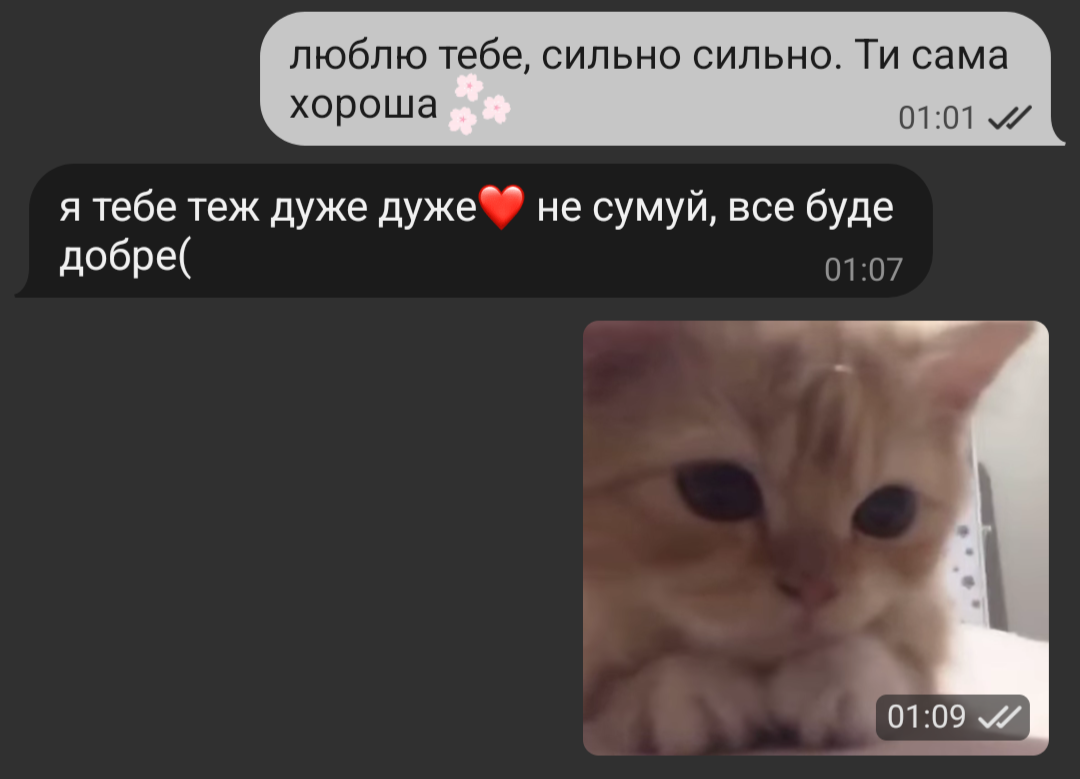 люблю тебе, сильно сильно. Ти сама
хороша 🌸
01:01
я тебе теж дуже дуже❤️ не сумуй, все буде
добре(
01:07
01:09